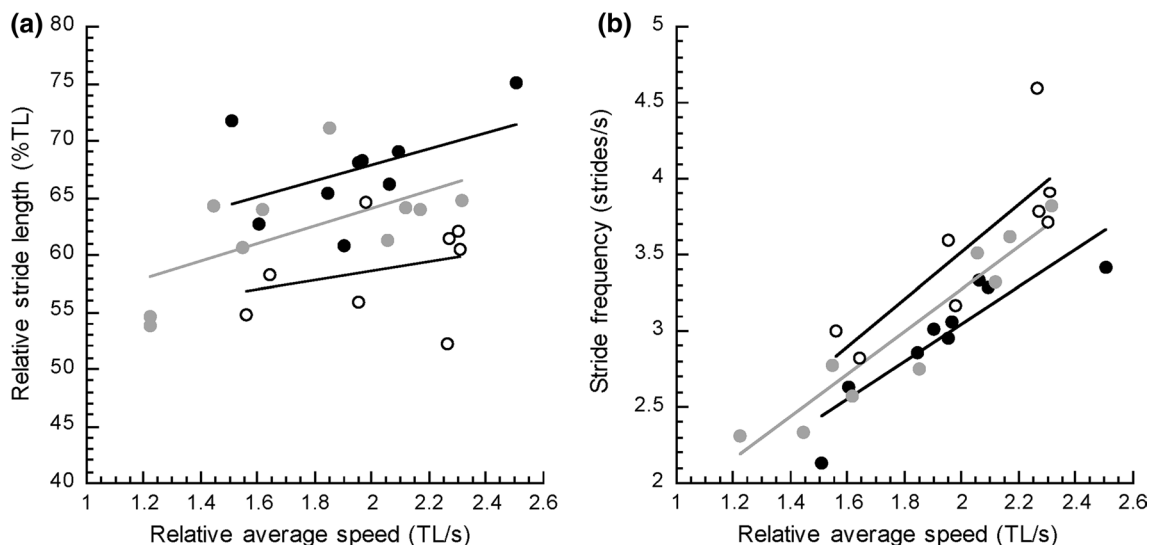 (a)
80
75
70
65
60
55
50
45
40
Relative stride length (%TL)
1 1.2 1.4 1.6 1.8 2 2.2 2.4 2.6
Relative average speed (TL/s)
(b)
5
4.5
4
3.5
3
2.5
2
Stride frequency (strides/s)
1 1.2 1.4 1.6 1.8 2 2.2 2.4 2.6
Relative average speed (TL/s)